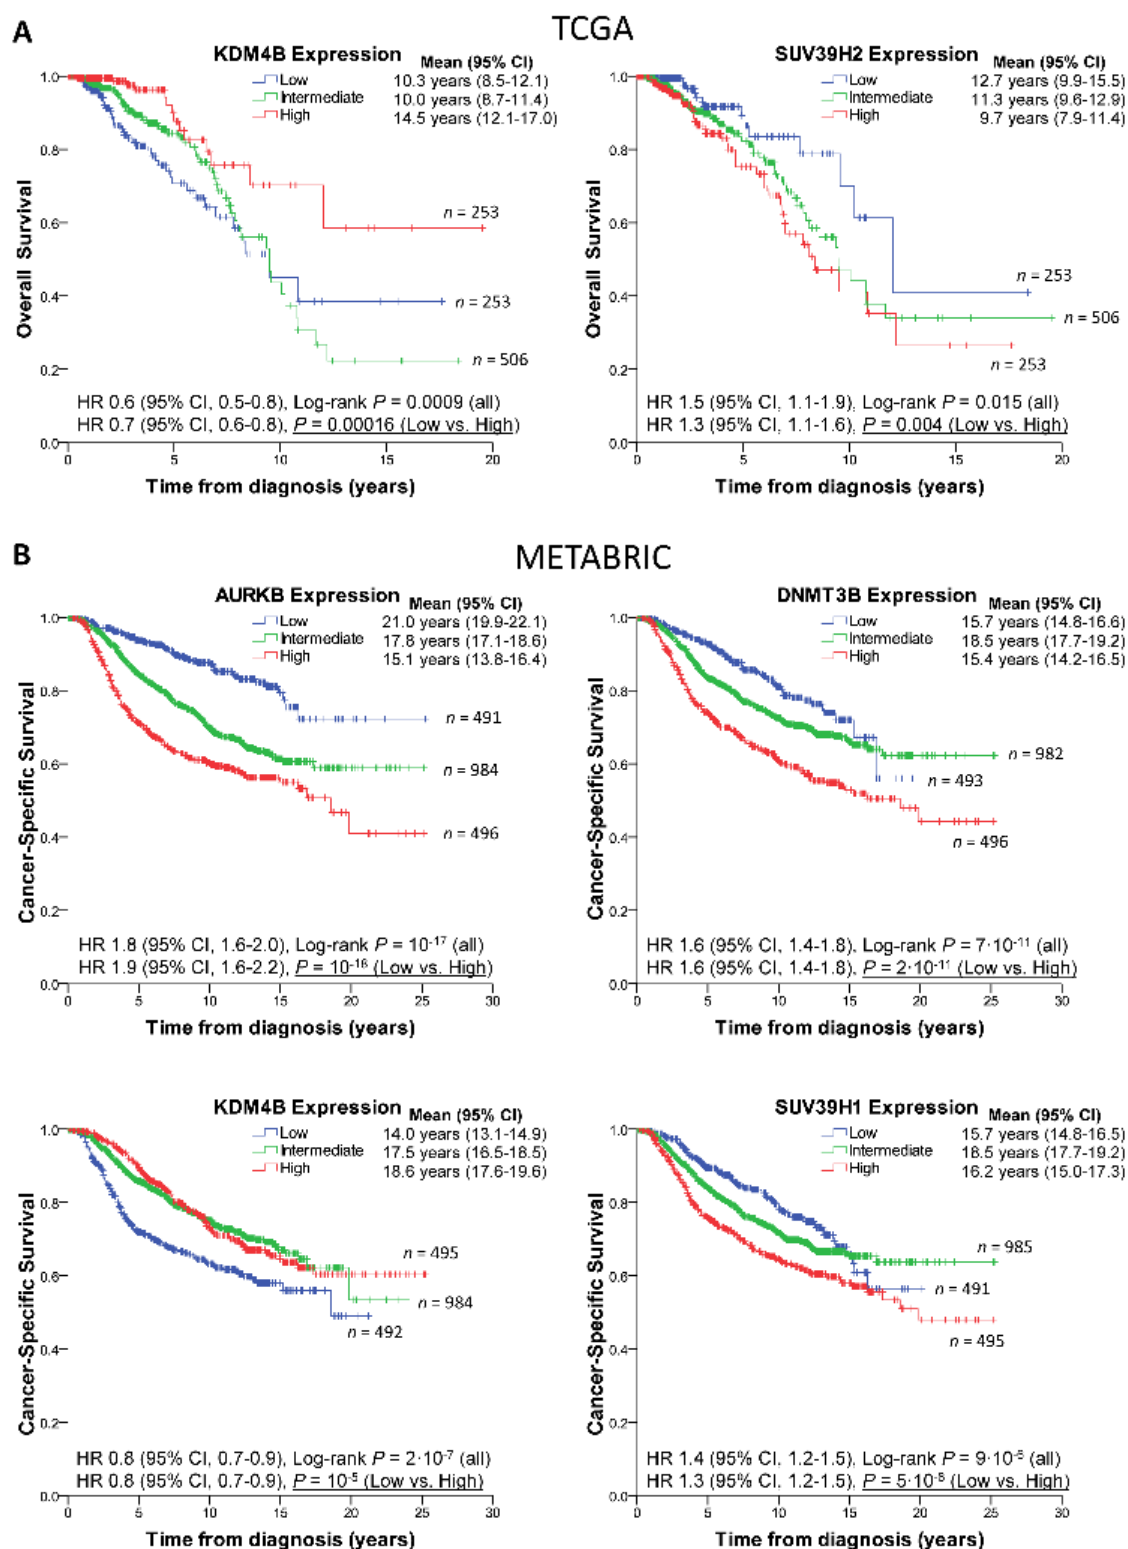 A
TCGA
KDM4B Expression
Mean (95% CI)
Low 10.3 years (8.5-12.1)
Intermediate 10.0 years (8.7-11.4)
High 14.5 years (12.1-17.0)
1.0
0.8
0.6
0.4
0.2
0.0
Overall Survival
n = 253
n = 253
n = 506
HR 0.6 (95% CI, 0.5-0.8), Log-rank P = 0.0009 (all)
HR 0.7 (95% CI, 0.6-0.8), P = 0.00016 (Low vs. High)
0 5 10 15 20
Time from diagnosis (years)
SUV39H2 Expression
Mean (95% CI)
Low 12.7 years (9.9-15.5)
Intermediate 11.3 years (9.6-12.9)
High 9.7 years (7.9-11.4)
1.0
0.8
0.6
0.4
0.2
0.0
Overall Survival
n = 253
n = 506
n = 253
HR 1.5 (95% CI, 1.1-1.9), Log-rank P = 0.015 (all)
HR 1.3 (95% CI, 1.1-1.6), P = 0.004 (Low vs. High)
0 5 10 15 20
Time from diagnosis (years)
B
METABRIC
AURKB Expression
Mean (95% CI)
Low 21.0 years (19.9-22.1)
Intermediate 17.8 years (17.1-18.6)
High 15.1 years (13.8-16.4)
1.0
0.8
0.6
0.4
0.2
0.0
Cancer-Specific Survival
n = 491
n = 984
n = 496
HR 1.8 (95% CI, 1.6-2.0), Log-rank P = 10⁻¹⁷ (all)
HR 1.9 (95% CI, 1.6-2.2), P = 10⁻¹⁸ (Low vs. High)
0 5 10 15 20 25 30
Time from diagnosis (years)
DNMT3B Expression
Mean (95% CI)
Low 15.7 years (14.8-16.6)
Intermediate 18.5 years (17.7-19.2)
High 15.4 years (14.2-16.5)
1.0
0.8
0.6
0.4
0.2
0.0
Cancer-Specific Survival
n = 982
n = 493
n = 496
HR 1.6 (95% CI, 1.4-1.8), Log-rank P = 7·10⁻¹¹ (all)
HR 1.6 (95% CI, 1.4-1.8), P = 2·10⁻¹¹ (Low vs. High)
0 5 10 15 20 25 30
Time from diagnosis (years)
KDM4B Expression
Mean (95% CI)
Low 14.0 years (13.1-14.9)
Intermediate 17.5 years (16.5-18.5)
High 18.6 years (17.6-19.6)
1.0
0.8
0.6
0.4
0.2
0.0
Cancer-Specific Survival
n = 495
n = 984
n = 492
HR 0.8 (95% CI, 0.7-0.9), Log-rank P = 2·10⁻⁷ (all)
HR 0.8 (95% CI, 0.7-0.9), P = 10⁻⁵ (Low vs. High)
0 5 10 15 20 25 30
Time from diagnosis (years)
SUV39H1 Expression
Mean (95% CI)
Low 15.7 years (14.8-16.5)
Intermediate 18.5 years (17.7-19.2)
High 16.2 years (15.0-17.3)
1.0
0.8
0.6
0.4
0.2
0.0
Cancer-Specific Survival
n = 985
n = 491
n = 495
HR 1.4 (95% CI, 1.2-1.5), Log-rank P = (all)
HR 1.3 (95% CI, 1.2-1.5), P = (Low vs. High)
0 5 10 15 20 25 30
Time from diagnosis (years)